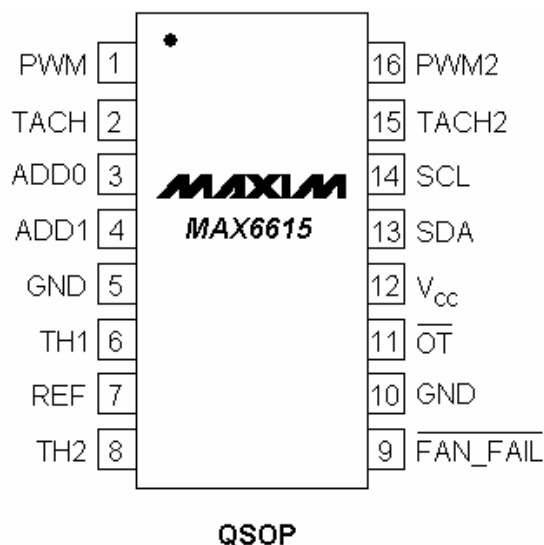 PWM 1 16 PWM2
TACH 2 15 TACH2
ADD0 3 14 SCL
MAXIM
ADD1 4 MAX6615 13 SDA
GND 5 12 VCC
TH1 6 11 OT
REF 7 10 GND
TH2 8 9 FAN_FAIL
QSOP